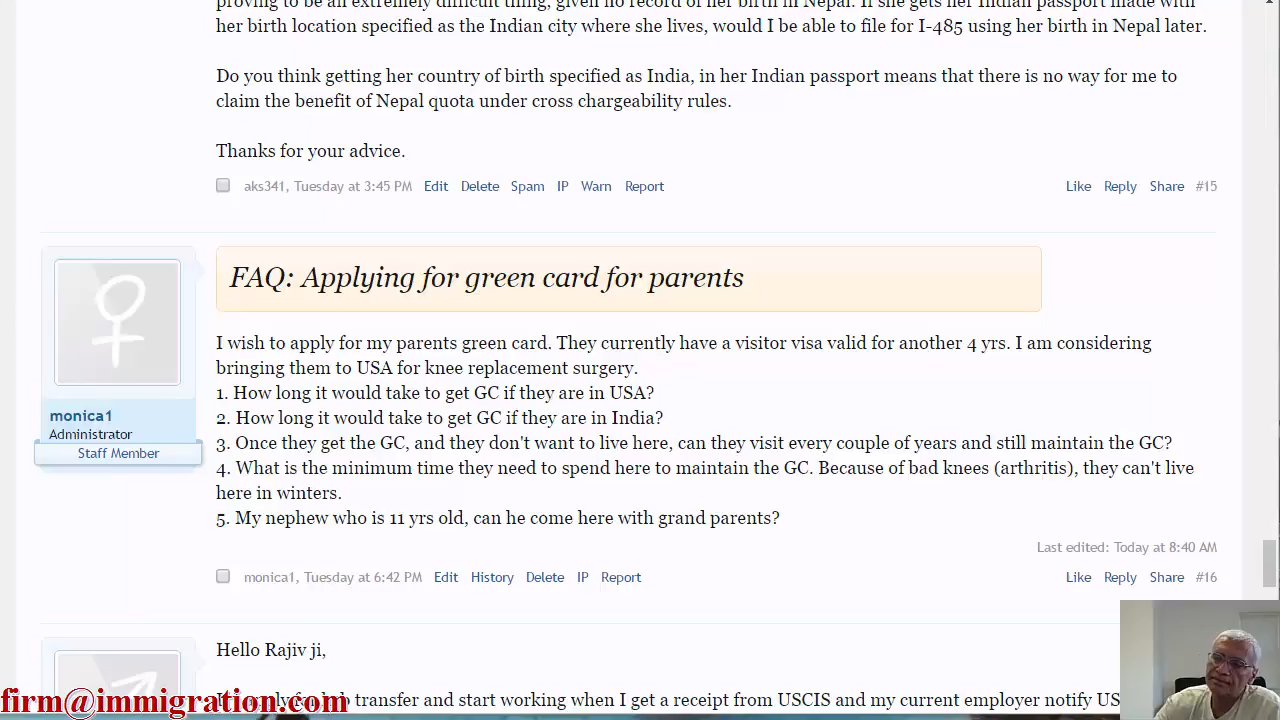 proving to be an extremely difficult thing, given no record of her birth in Nepal. If she gets her Indian passport made with
her birth location specified as the Indian city where she lives, would I be able to file for I-485 using her birth in Nepal later.
Do you think getting her country of birth specified as India, in her Indian passport means that there is no way for me to
claim the benefit of Nepal quota under cross chargeability rules.
Thanks for your advice.
aks341, Tuesday at 3:45 PM Edit Delete Spam IP Warn Report Like Reply Share #15
FAQ: Applying for green card for parents
I wish to apply for my parents green card. They currently have a visitor visa valid for another 4 yrs. I am considering
bringing them to USA for knee replacement surgery.
1. How long it would take to get GC if they are in USA?
2. How long it would take to get GC if they are in India?
3. Once they get the GC, and they don't want to live here, can they visit every couple of years and still maintain the GC?
4. What is the minimum time they need to spend here to maintain the GC. Because of bad knees (arthritis), they can't live
here in winters.
5. My nephew who is 11 yrs old, can he come here with grand parents?
monica1
Administrator
Staff Member
Last edited: Today at 8:40 AM
monica1, Tuesday at 6:42 PM Edit History Delete IP Report Like Reply Share #16
Hello Rajiv ji,
transfer and start working when I get a receipt from USCIS and my current employer notify US
firm@immigration.com